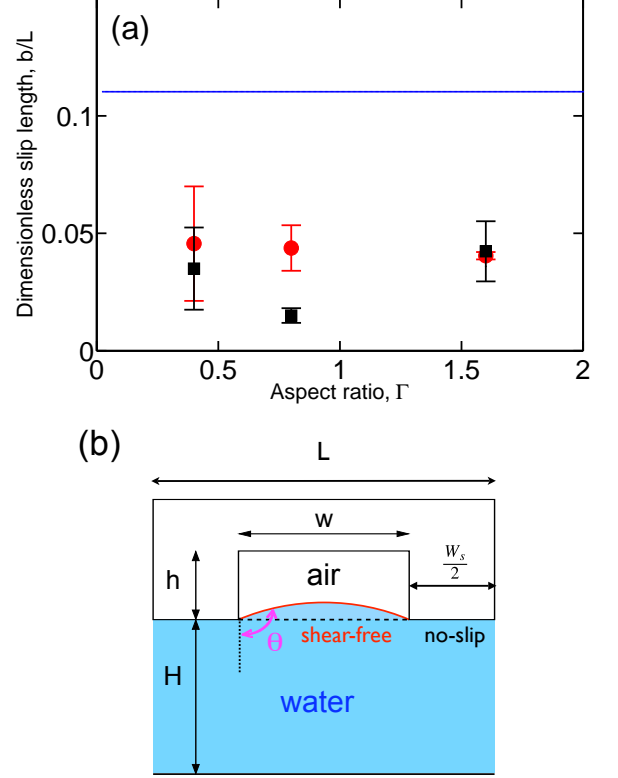 (a)
Dimensionless slip length, b/L
0.1
0.05
0
0 0.5 1 1.5 2
Aspect ratio, Γ
(b)
L
w
h
air
W_s/2
θ
shear-free
no-slip
H
water